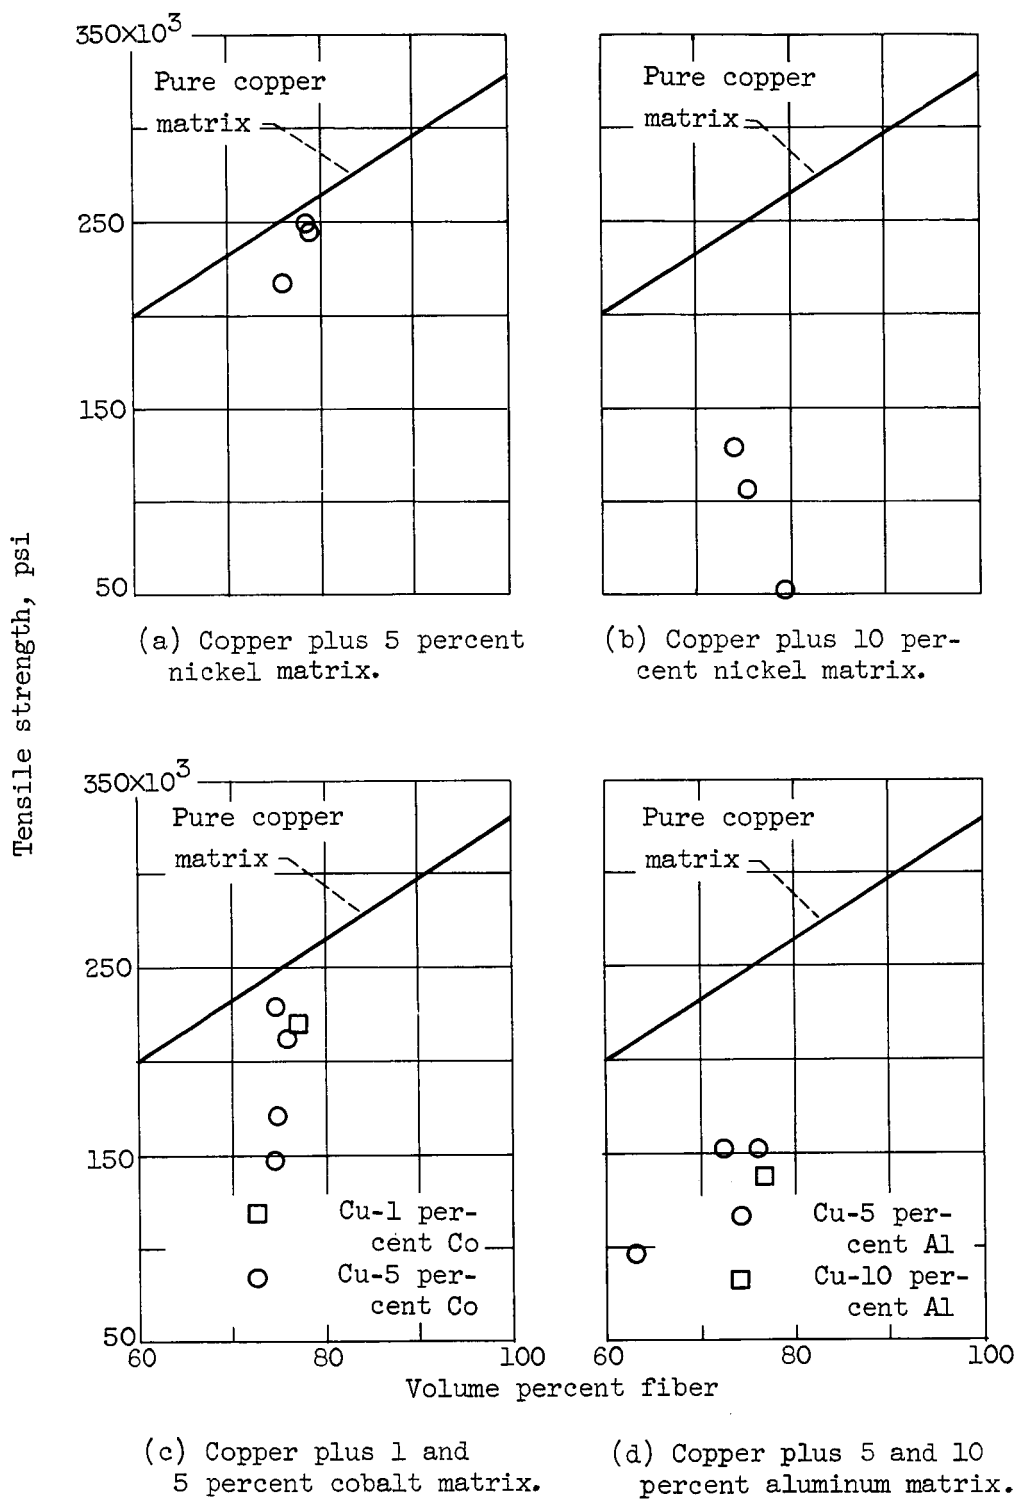 350×10³
Pure copper
matrix
250
150
50
(a) Copper plus 5 percent
nickel matrix.
Pure copper
matrix
(b) Copper plus 10 per-
cent nickel matrix.
Tensile strength, psi
350×10³
Pure copper
matrix
250
150
Cu-1 per-
cent Co
Cu-5 per-
cent Co
50
60
80
100
(c) Copper plus 1 and
5 percent cobalt matrix.
Pure copper
matrix
Cu-5 per-
cent Al
Cu-10 per-
cent Al
60
80
100
(d) Copper plus 5 and 10
percent aluminum matrix.
Volume percent fiber